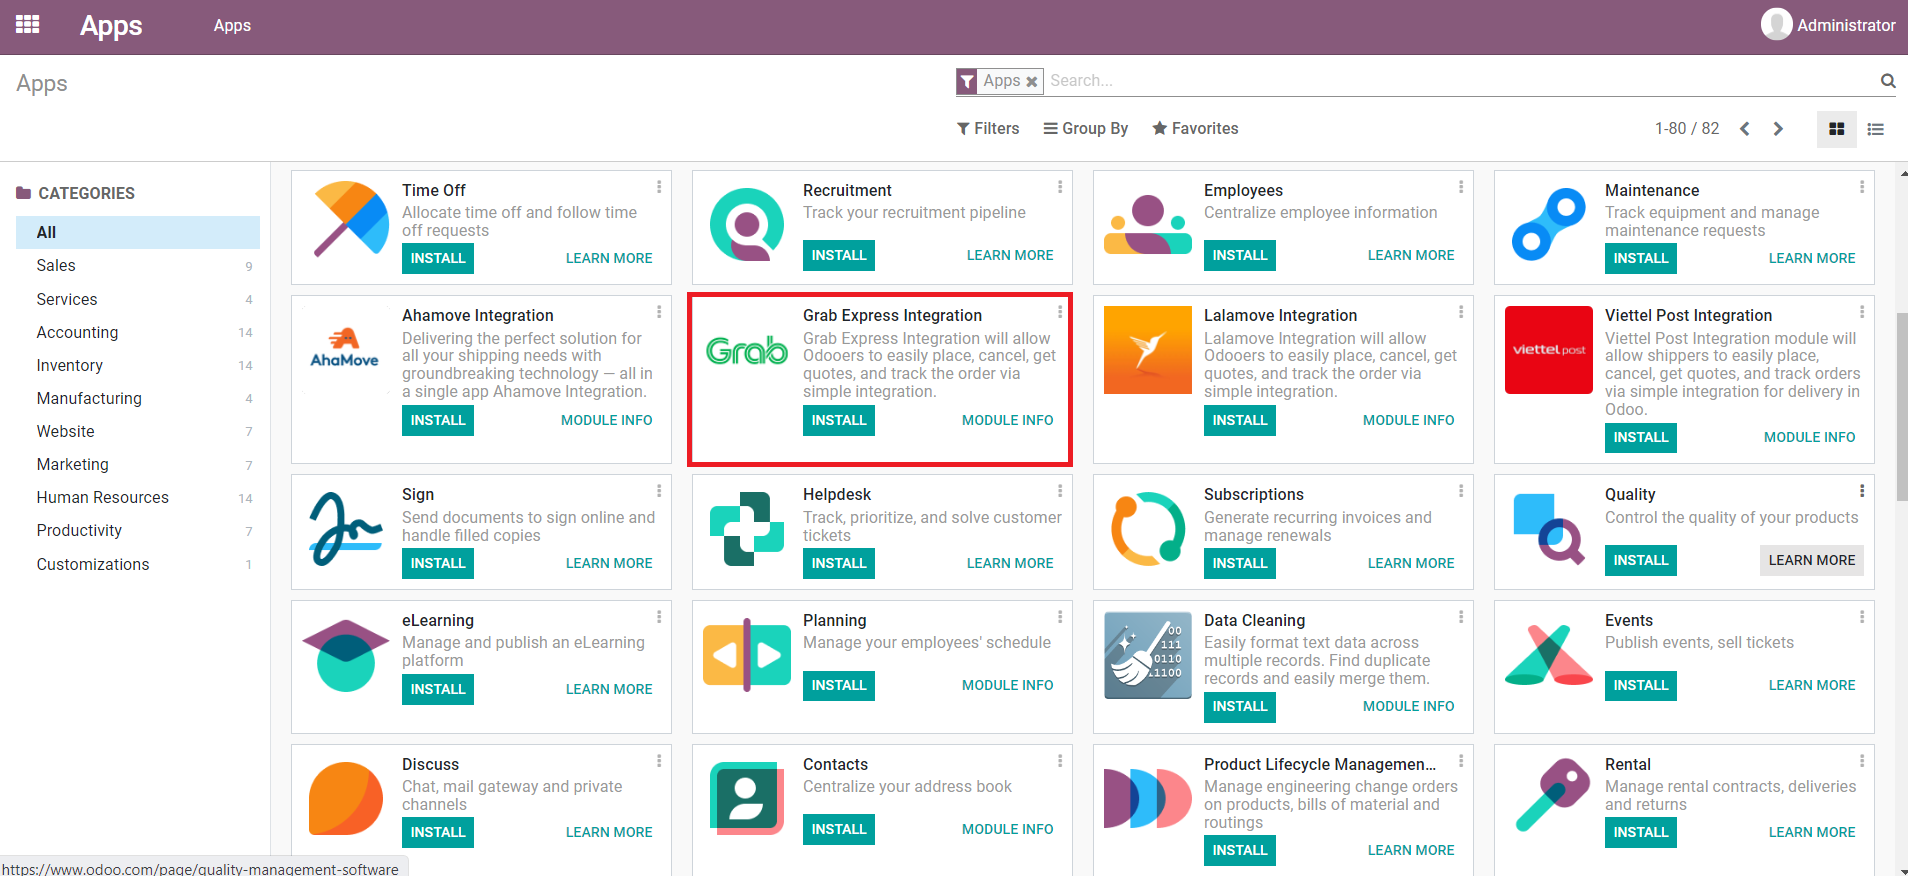 Apps
Apps
Administrator
Apps
Apps
Search...
Filters
Group By
Favorites
1-80 / 82
CATEGORIES
All
Sales 9
Services 4
Accounting 14
Inventory 14
Manufacturing 4
Website 7
Marketing 7
Human Resources 14
Productivity 7
Customizations 1
Time Off
Allocate time off and follow time
off requests
INSTALL
LEARN MORE
Recruitment
Track your recruitment pipeline
INSTALL
LEARN MORE
Employees
Centralize employee information
INSTALL
LEARN MORE
Maintenance
Track equipment and manage
maintenance requests
INSTALL
LEARN MORE
AhaMove
Ahamove Integration
Delivering the perfect solution for
all your shipping needs with
groundbreaking technology — all in
a single app Ahamove Integration.
INSTALL
MODULE INFO
Grab
Grab Express Integration
Grab Express Integration will allow
Odooers to easily place, cancel, get
quotes, and track the order via
simple integration.
INSTALL
MODULE INFO
Lalamove Integration
Lalamove Integration will allow
Odooers to easily place, cancel, get
quotes, and track the order via
simple integration.
INSTALL
MODULE INFO
viettel post
Viettel Post Integration
Viettel Post Integration module will
allow shippers to easily place,
cancel, get quotes, and track orders
via simple integration for delivery in
Odoo.
INSTALL
MODULE INFO
Sign
Send documents to sign online and
handle filled copies
INSTALL
LEARN MORE
Helpdesk
Track, prioritize, and solve customer
tickets
INSTALL
LEARN MORE
Subscriptions
Generate recurring invoices and
manage renewals
INSTALL
LEARN MORE
Quality
Control the quality of your products
INSTALL
LEARN MORE
eLearning
Manage and publish an eLearning
platform
INSTALL
LEARN MORE
Planning
Manage your employees' schedule
INSTALL
MODULE INFO
00
111
0110
11100
Data Cleaning
Easily format text data across
multiple records. Find duplicate
records and easily merge them.
INSTALL
MODULE INFO
Events
Publish events, sell tickets
INSTALL
LEARN MORE
Discuss
Chat, mail gateway and private
channels
INSTALL
LEARN MORE
Contacts
Centralize your address book
INSTALL
MODULE INFO
Product Lifecycle Managemen...
Manage engineering change orders
on products, bills of material and
routings
INSTALL
LEARN MORE
Rental
Manage rental contracts, deliveries
and returns
INSTALL
LEARN MORE
https://www.odoo.com/page/quality-management-software